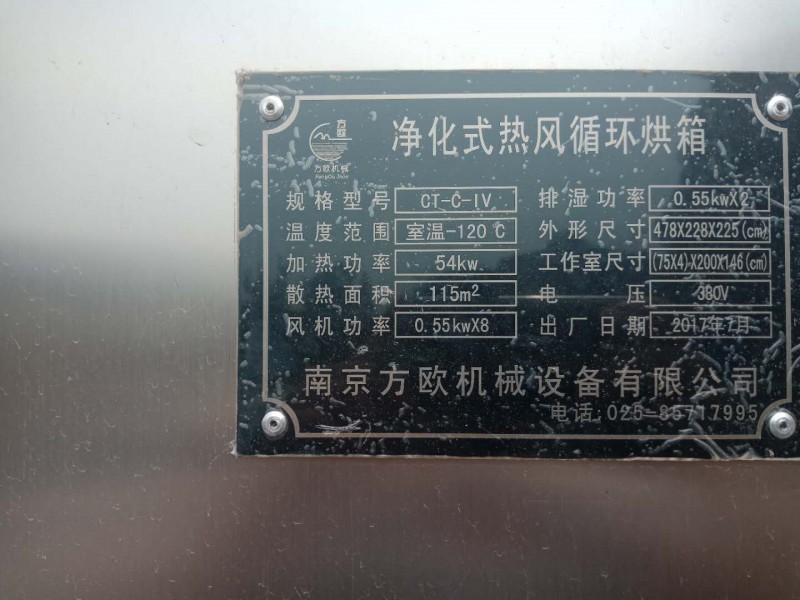 净化式热风循环烘箱
方欧
方欧机械
规格型号 CT-C-IV 排湿功率 0.55kwX2
温度范围 室温-120℃ 外形尺寸 478X228X225(cm)
加热功率 54kw 工作室尺寸 (75X4)X200X146(cm)
散热面积 115m² 电压 380V
风机功率 0.55kwX8 出厂日期 2017年7月
南京方欧机械设备有限公司
电话:025-85717995